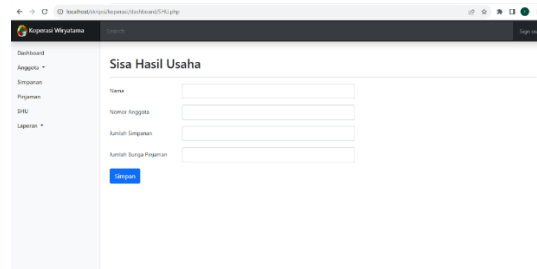 localhost/skripsi/koperasi/dashboard/SHU.php
Koperasi Wiryatama
Search
Sign out
Dashboard
Anggota
Simpanan
Pinjaman
SHU
Laporan
Sisa Hasil Usaha
Nama
Nomor Anggota
Jumlah Simpanan
Jumlah Bunga Pinjaman
Simpan